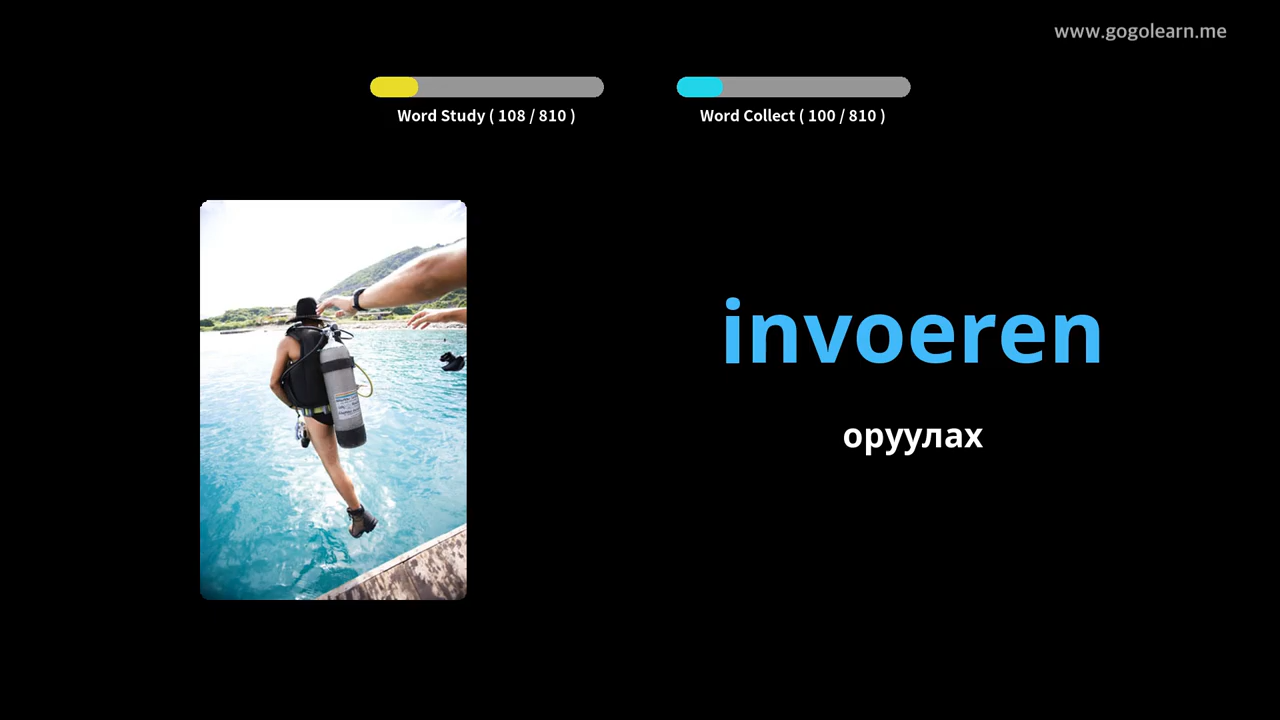 www.gogolearn.me
Word Study ( 108 / 810 )
Word Collect ( 100 / 810 )
invoeren
оруулах